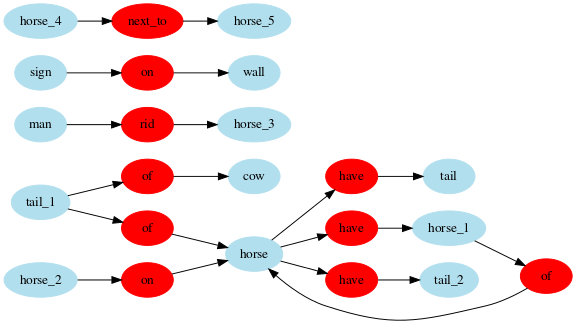 horse_4 next_to horse_5
sign on wall
man rid horse_3
of cow have tail
tail_1
of have horse_1
horse
horse_2 on have tail_2 of